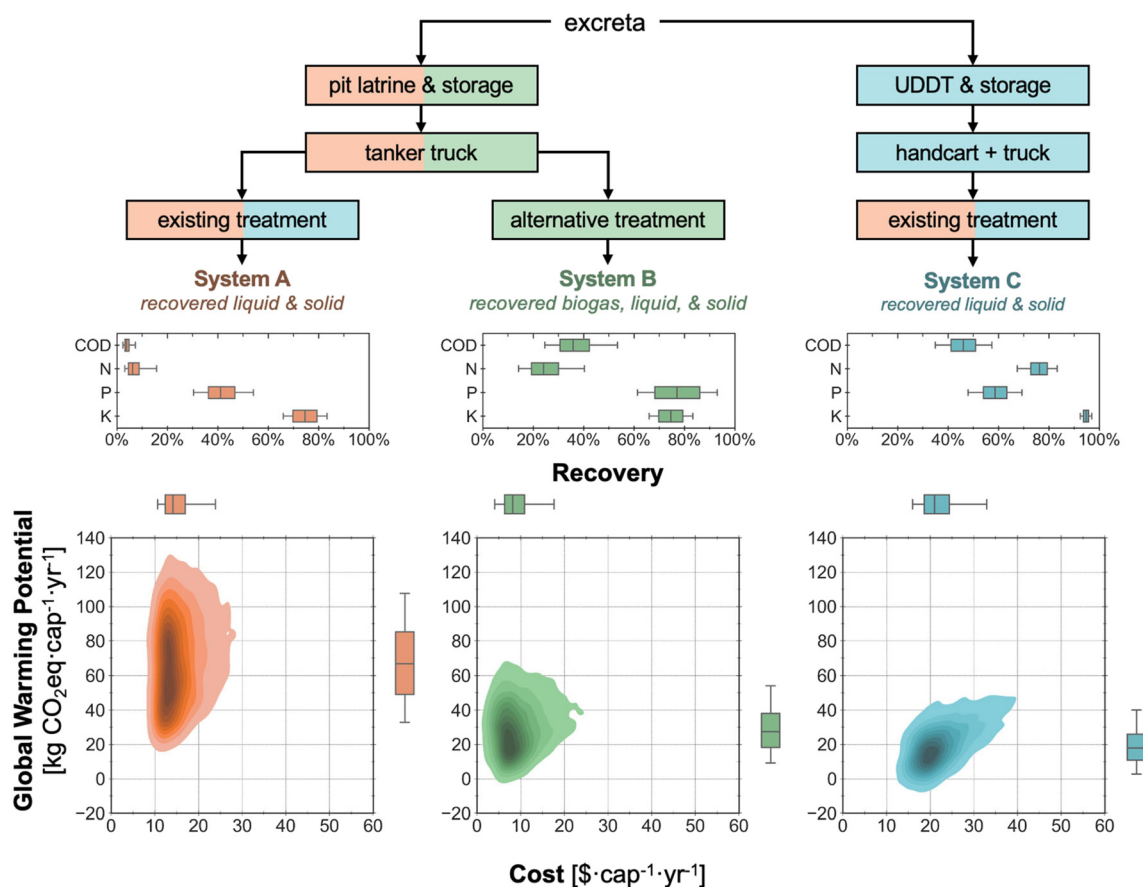 excreta
pit latrine & storage
UDDT & storage
tanker truck
handcart + truck
existing treatment
alternative treatment
existing treatment
System A
recovered liquid & solid
System B
recovered biogas, liquid, & solid
System C
recovered liquid & solid
COD
N
P
K
0% 20% 40% 60% 80% 100%
COD
N
P
K
0% 20% 40% 60% 80% 100%
COD
N
P
K
0% 20% 40% 60% 80% 100%
Recovery
Global Warming Potential
[kg CO₂eq·cap⁻¹·yr⁻¹]
140
120
100
80
60
40
20
0
−20
0 10 20 30 40 50 60
140
120
100
80
60
40
20
0
−20
0 10 20 30 40 50 60
140
120
100
80
60
40
20
0
−20
0 10 20 30 40 50 60
Cost [$·cap⁻¹·yr⁻¹]